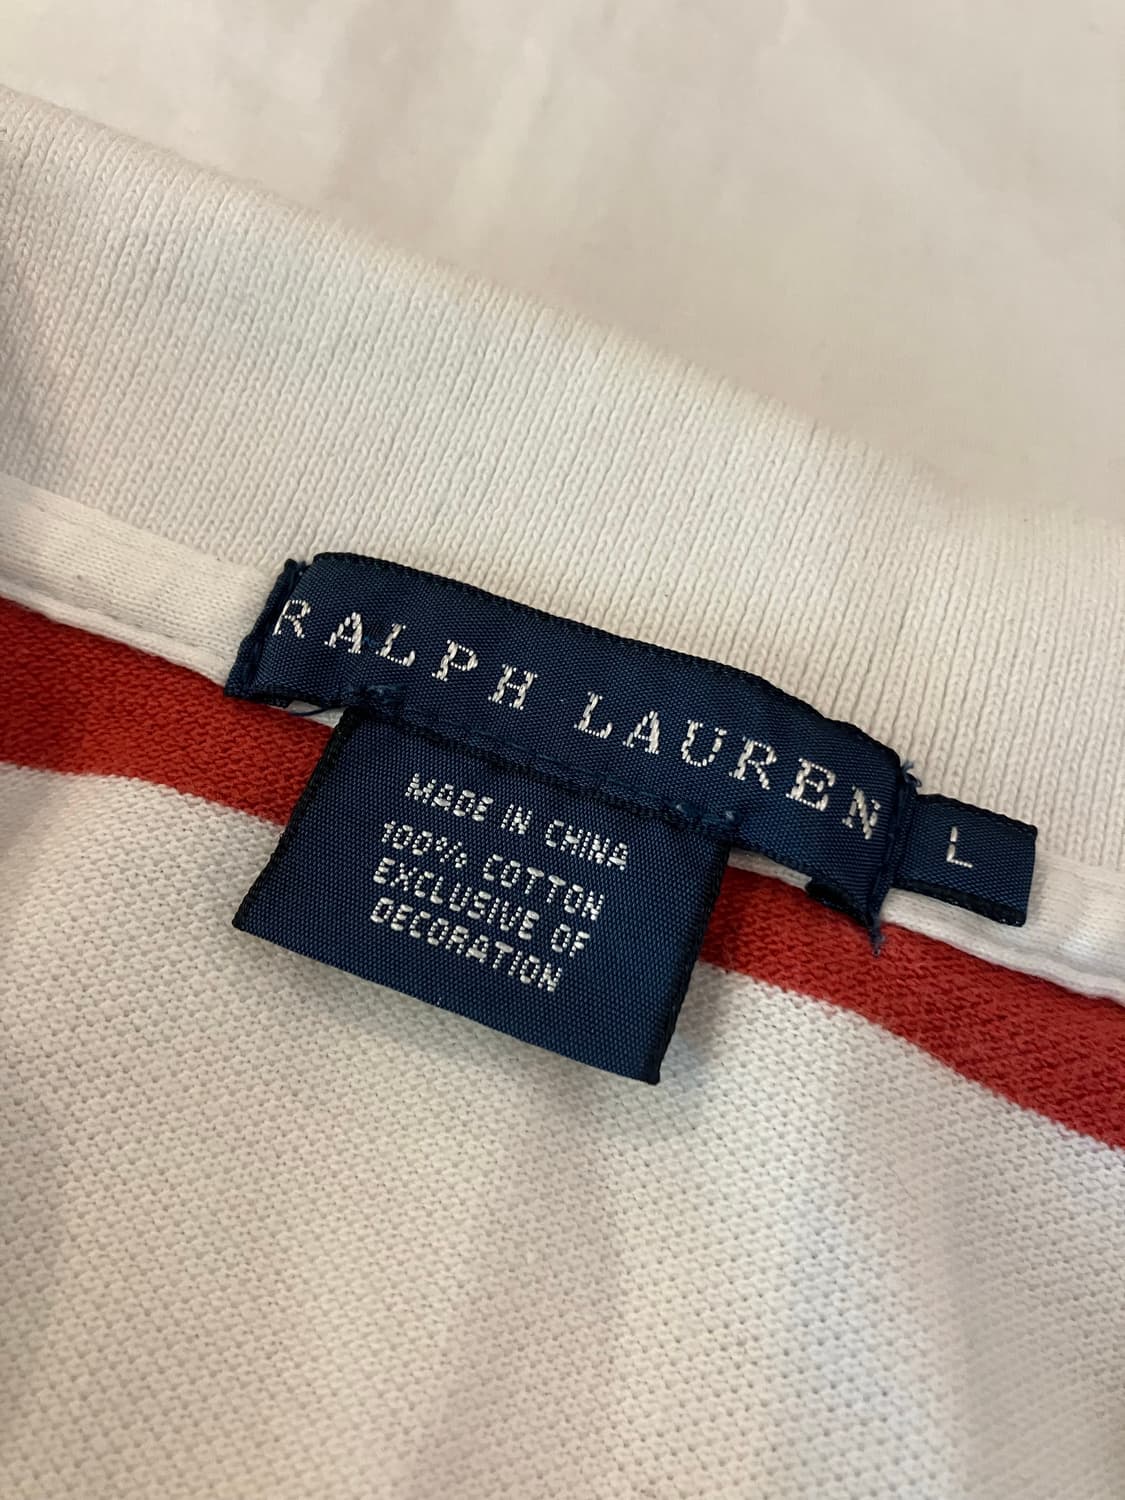 RALPH LAUREN
L
MADE IN CHINA
100% COTTON
EXCLUSIVE OF
DECORATION